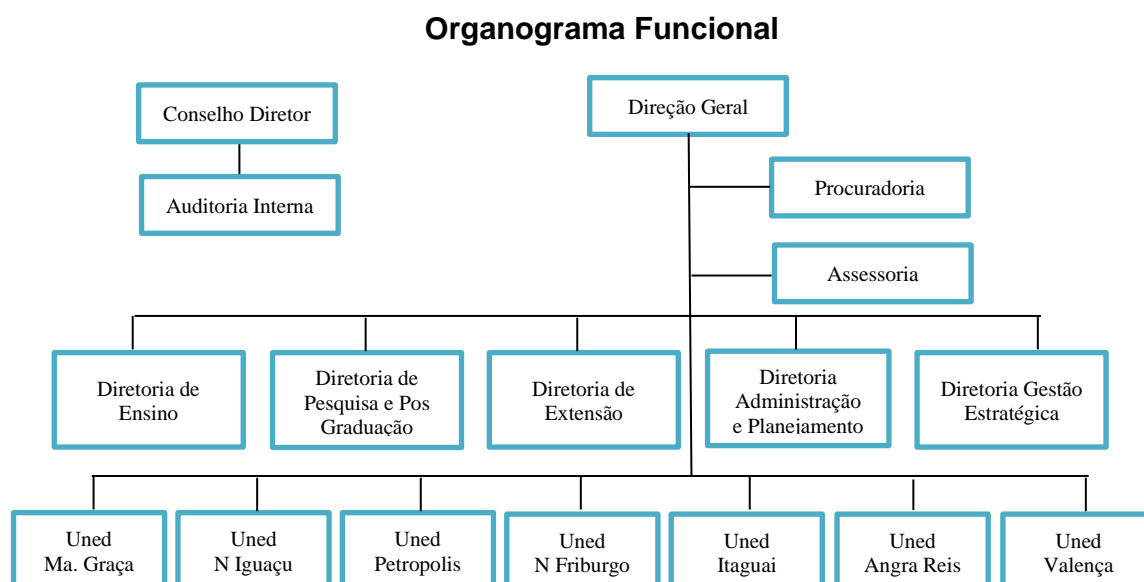 Organograma Funcional
Conselho Diretor
Direção Geral
Procuradoria
Auditoria Interna
Assessoria
Diretoria de
Ensino
Diretoria de
Pesquisa e Pos
Graduação
Diretoria de
Extensão
Diretoria
Administração
e Planejamento
Diretoria Gestão
Estratégica
Uned
Ma. Graça
Uned
N Iguaçu
Uned
Petropolis
Uned
N Friburgo
Uned
Itaguai
Uned
Angra Reis
Uned
Valença